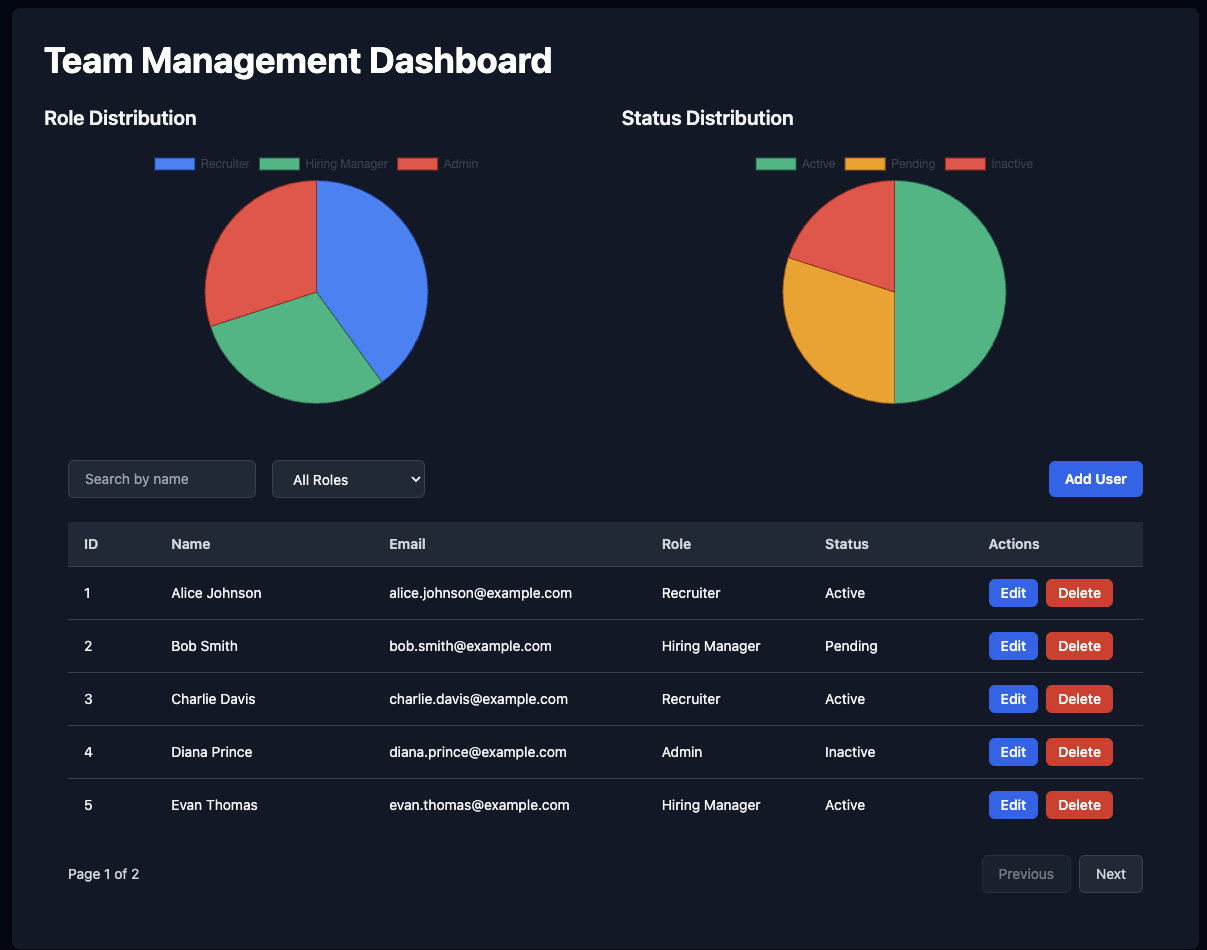 Team Management Dashboard
Role Distribution
Recruiter Hiring Manager Admin
Status Distribution
Active Pending Inactive
Search by name All Roles Add User
ID Name Email Role Status Actions
1 Alice Johnson alice.johnson@example.com Recruiter Active Edit Delete
2 Bob Smith bob.smith@example.com Hiring Manager Pending Edit Delete
3 Charlie Davis charlie.davis@example.com Recruiter Active Edit Delete
4 Diana Prince diana.prince@example.com Admin Inactive Edit Delete
5 Evan Thomas evan.thomas@example.com Hiring Manager Active Edit Delete
Page 1 of 2 Previous Next